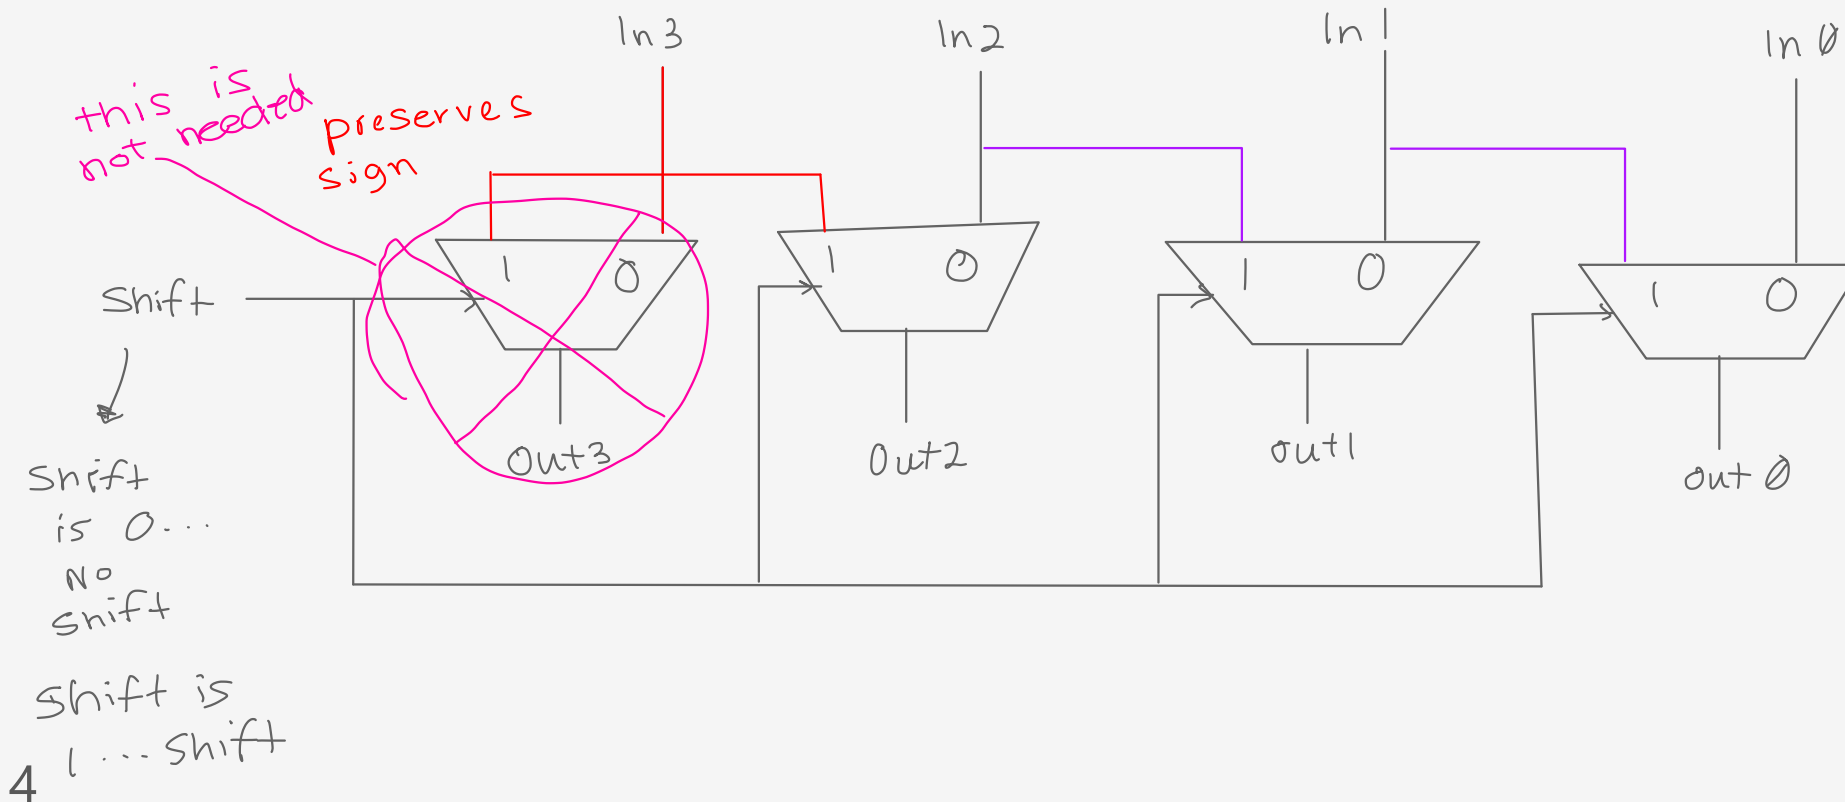 In3
In2
In 1
In 0
this is
not needed
preserves
sign
1 0
1 0
1 0
1 0
Shift
Out3
Out2
out1
out 0
Shift
is 0...
No
shift
Shift is
1 ... shift
4